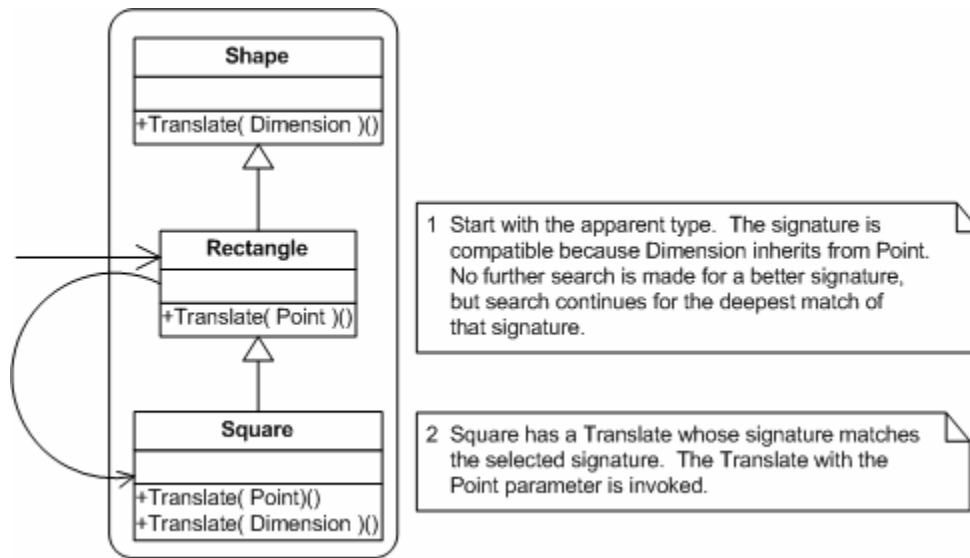 Shape
+Translate( Dimension )()
Rectangle
+Translate( Point )()
Square
+Translate( Point)()
+Translate( Dimension )()
1 Start with the apparent type. The signature is
compatible because Dimension inherits from Point.
No further search is made for a better signature,
but search continues for the deepest match of
that signature.
2 Square has a Translate whose signature matches
the selected signature. The Translate with the
Point parameter is invoked.